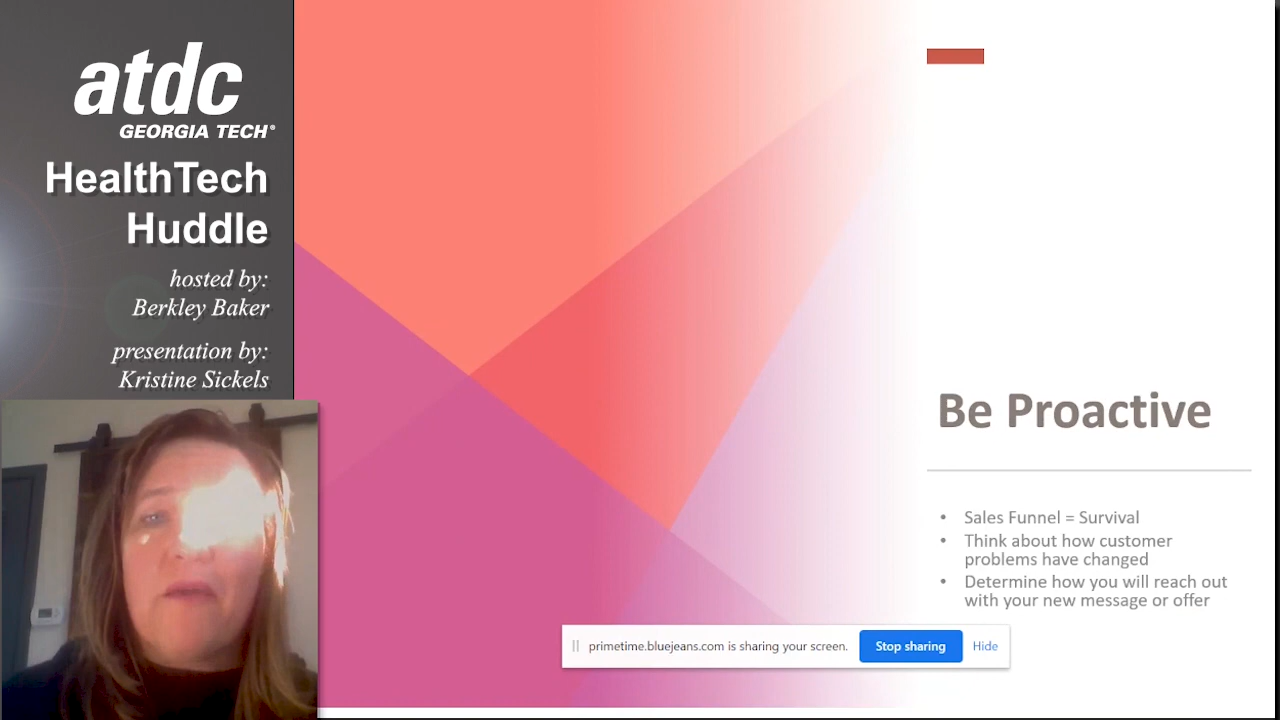 atdc
GEORGIA TECH®
HealthTech
Huddle
hosted by:
Berkley Baker
presentation by:
Kristine Sickels
Be Proactive
• Sales Funnel = Survival
• Think about how customer
problems have changed
• Determine how you will reach out
with your new message or offer
primetime.bluejeans.com is sharing your screen.
Stop sharing
Hide